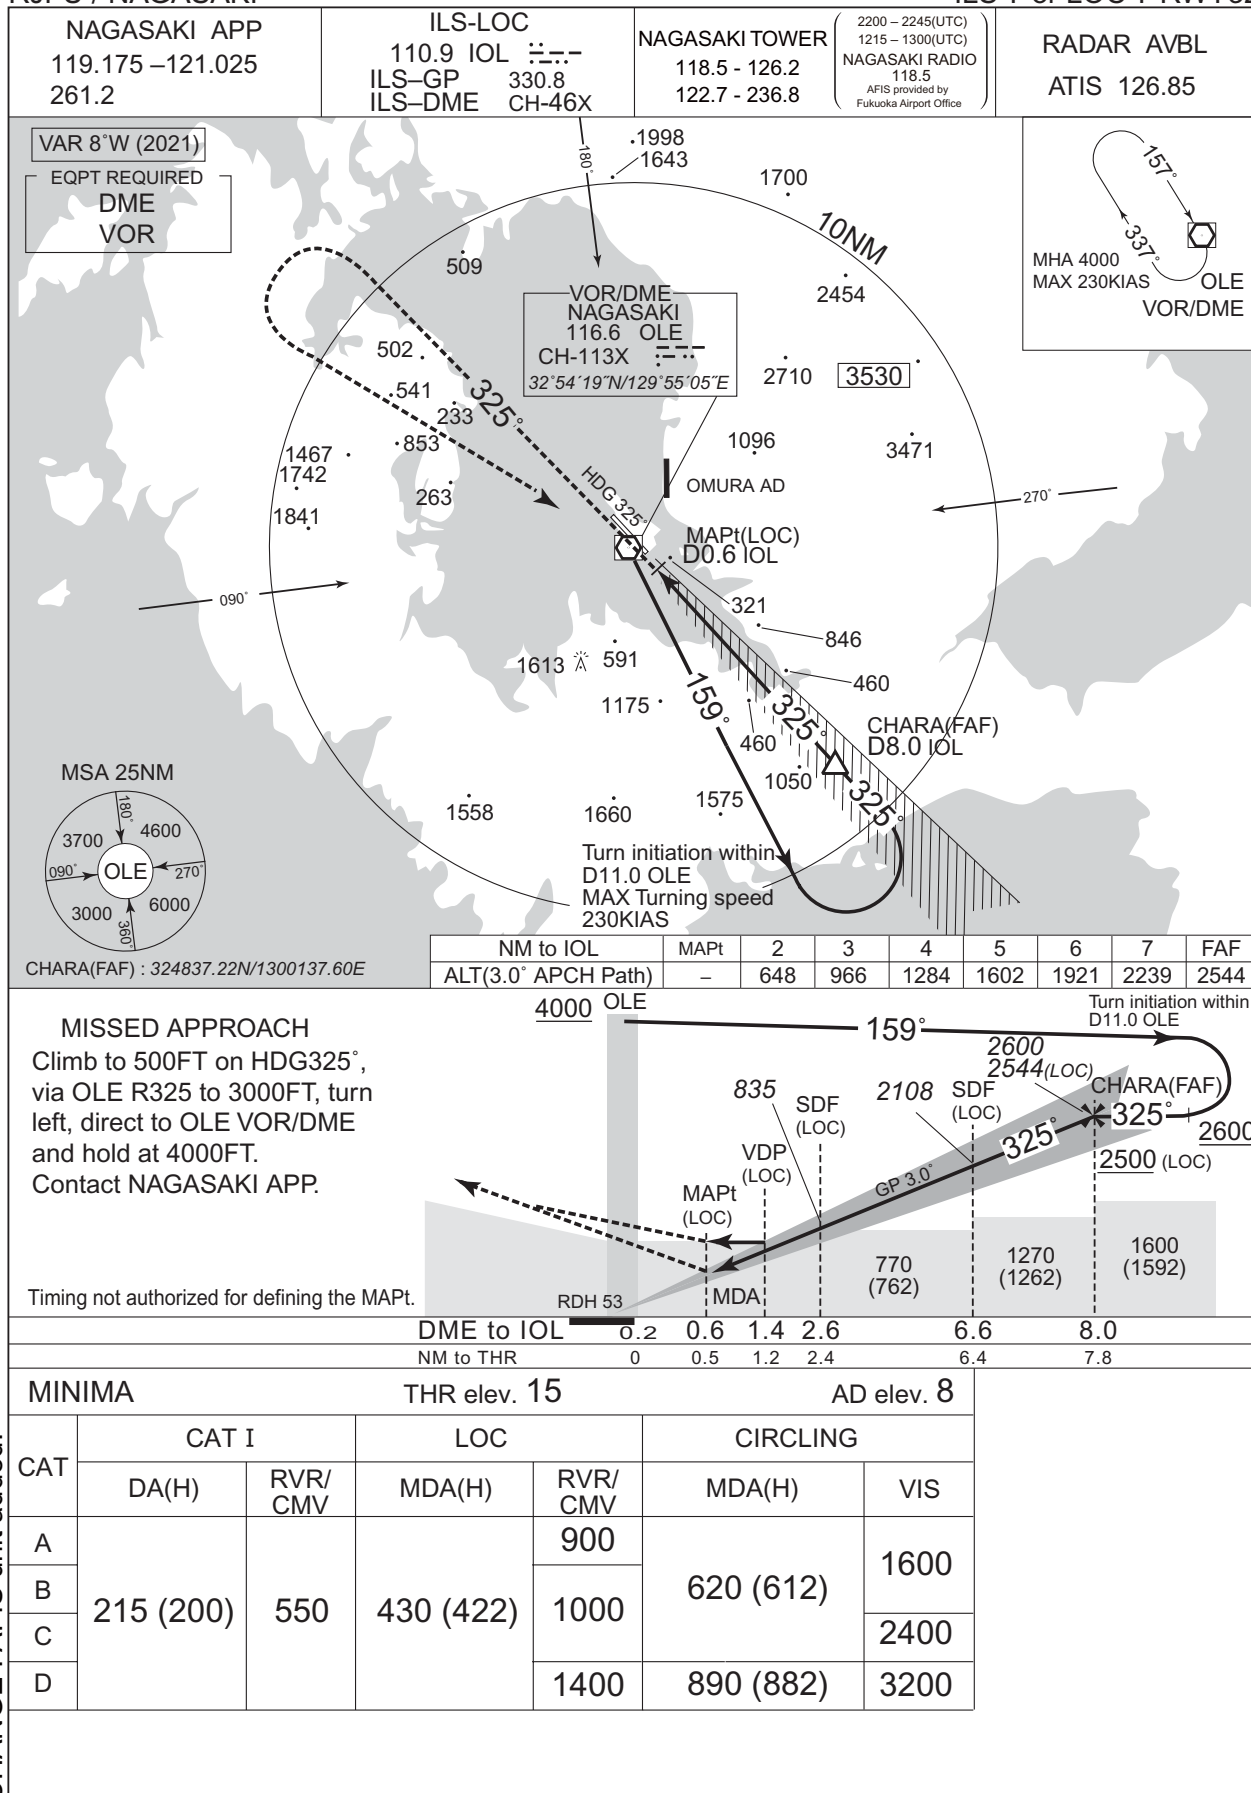 NAGASAKI APP
119.175 –121.025
261.2
ILS-LOC
110.9 IOL
ILS–GP 330.8
ILS–DME CH-46X
NAGASAKI TOWER
118.5 - 126.2
122.7 - 236.8
2200 – 2245(UTC)
1215 – 1300(UTC)
NAGASAKI RADIO
118.5
AFIS provided by
Fukuoka Airport Office
RADAR AVBL
ATIS 126.85
VAR 8˚W (2021)
EQPT REQUIRED
DME
VOR
180˚
1998
1643
1700
10NM
509
2454
157˚
337˚
MHA 4000
MAX 230KIAS
OLE
VOR/DME
VOR/DME
NAGASAKI
116.6 OLE
CH-113X
32˚54´19˝N/129˚55´05˝E
502
541
233
325˚
2710
3530
853
1096
3471
1467
1742
263
1841
HDG 325˚
OMURA AD
270˚
MAPt(LOC)
D0.6 IOL
090˚
321
846
1613
591
460
1175
159˚
325˚
460
CHARA(FAF)
D8.0 IOL
1050
325˚
1558
1660
1575
Turn initiation within
D11.0 OLE
MAX Turning speed
230KIAS
MSA 25NM
180˚
3700
4600
090˚
OLE
270˚
3000
6000
360˚
CHARA(FAF) : 324837.22N/1300137.60E
NM to IOL MAPt 2 3 4 5 6 7 FAF
ALT(3.0˚ APCH Path) – 648 966 1284 1602 1921 2239 2544
MISSED APPROACH
Climb to 500FT on HDG325˚,
via OLE R325 to 3000FT, turn
left, direct to OLE VOR/DME
and hold at 4000FT.
Contact NAGASAKI APP.
Timing not authorized for defining the MAPt.
4000 OLE
159˚
Turn initiation within
D11.0 OLE
2600
2544(LOC)
835
2108
SDF
(LOC)
SDF
(LOC)
CHARA(FAF)
325˚
325˚
2600
2500 (LOC)
VDP
(LOC)
GP 3.0˚
MAPt
(LOC)
770
(762)
1270
(1262)
1600
(1592)
RDH 53
MDA
DME to IOL 0.2 0.6 1.4 2.6 6.6 8.0
NM to THR 0 0.5 1.2 2.4 6.4 7.8
MINIMA THR elev. 15 AD elev. 8
CAT CAT I LOC CIRCLING
DA(H) RVR/CMV MDA(H) RVR/CMV MDA(H) VIS
A 900
B 215 (200) 550 430 (422) 1000 620 (612) 1600
C 2400
D 1400 890 (882) 3200